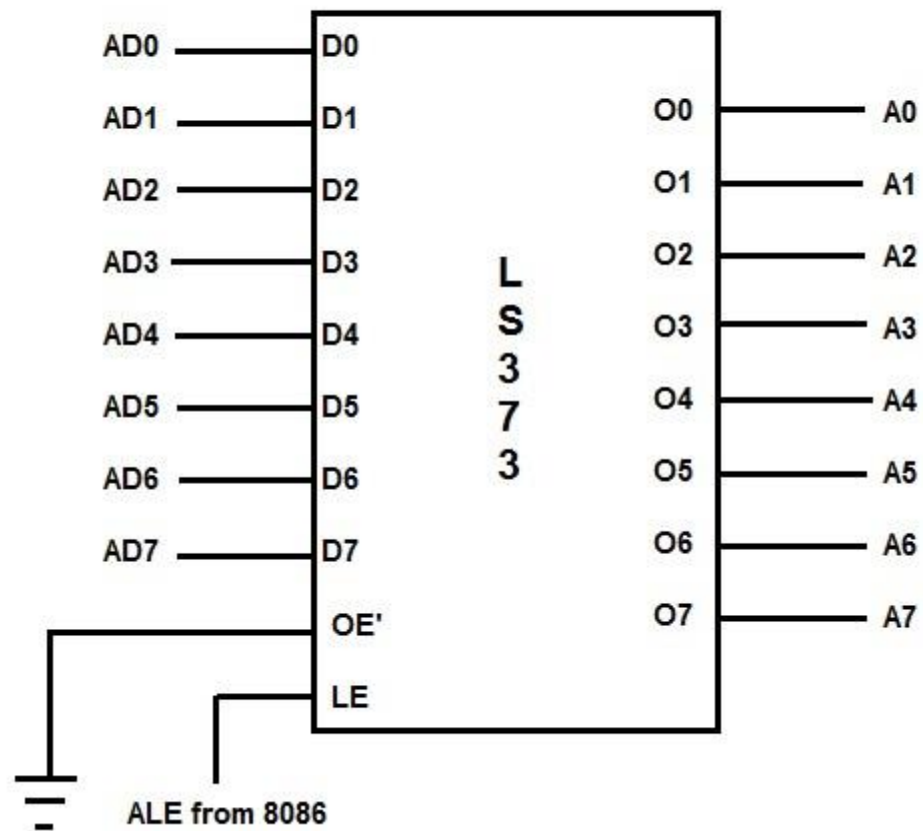 AD0 D0
O0 A0
AD1 D1
O1 A1
AD2 D2
O2 A2
AD3 D3
O3 A3
AD4 D4
O4 A4
AD5 D5
O5 A5
AD6 D6
O6 A6
AD7 D7
O7 A7
L
S
3
7
3
OE'
LE
ALE from 8086